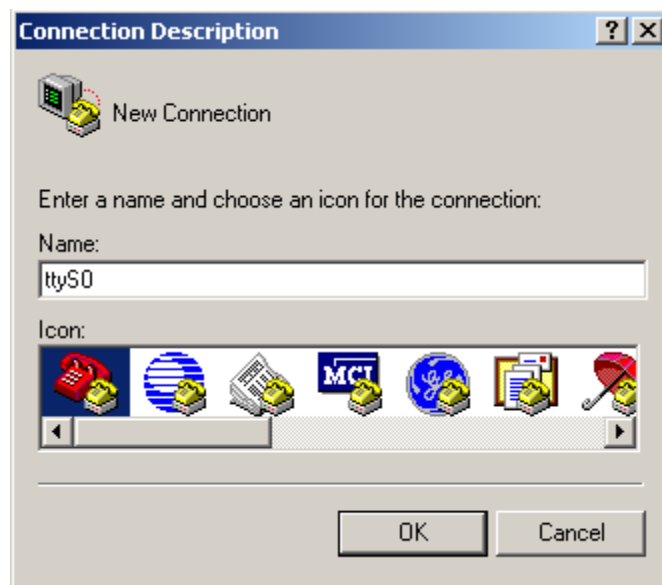 Connection Description
New Connection
Enter a name and choose an icon for the connection:
Name:
ttyS0
Icon:
MCI
OK
Cancel